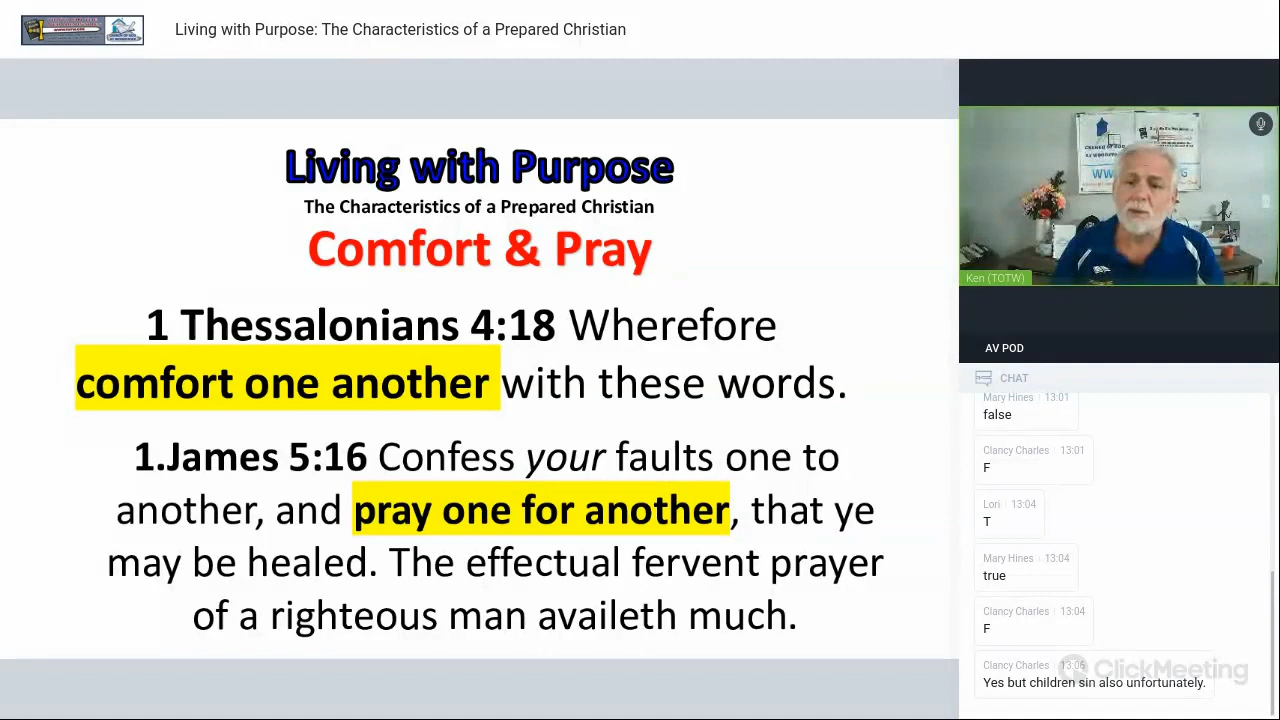 Living with Purpose: The Characteristics of a Prepared Christian
Living with Purpose
The Characteristics of a Prepared Christian
Comfort & Pray
1 Thessalonians 4:18 Wherefore
comfort one another with these words.
1.James 5:16 Confess your faults one to
another, and pray one for another, that ye
may be healed. The effectual fervent prayer
of a righteous man availeth much.
Ken (TOTW)
AV POD
CHAT
Mary Hines 13:01
false
Clancy Charles 13:01
F
Lori 13:04
T
Mary Hines 13:04
true
Clancy Charles 13:04
F
Clancy Charles 13:06
Yes but children sin also unfortunately.
ClickMeeting